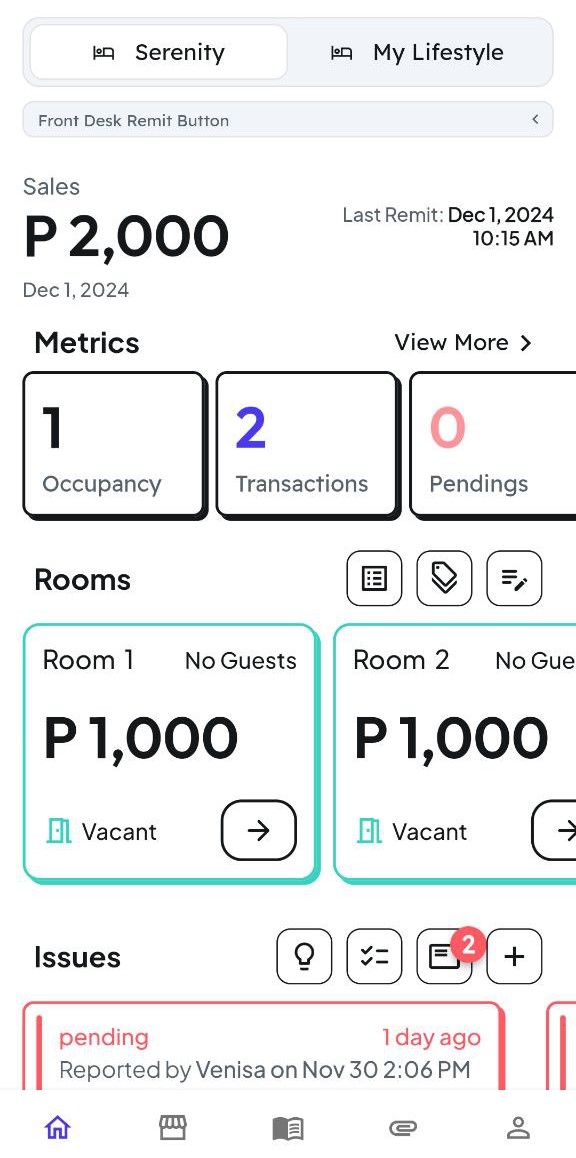 Serenity My Lifestyle
Front Desk Remit Button
Sales
P 2,000
Last Remit: Dec 1, 2024
10:15 AM
Dec 1, 2024
Metrics View More
1 2 0
Occupancy Transactions Pendings
Rooms
Room 1 No Guests Room 2 No Gue
P 1,000 P 1,000
Vacant Vacant
Issues 2
pending 1 day ago
Reported by Venisa on Nov 30 2:06 PM